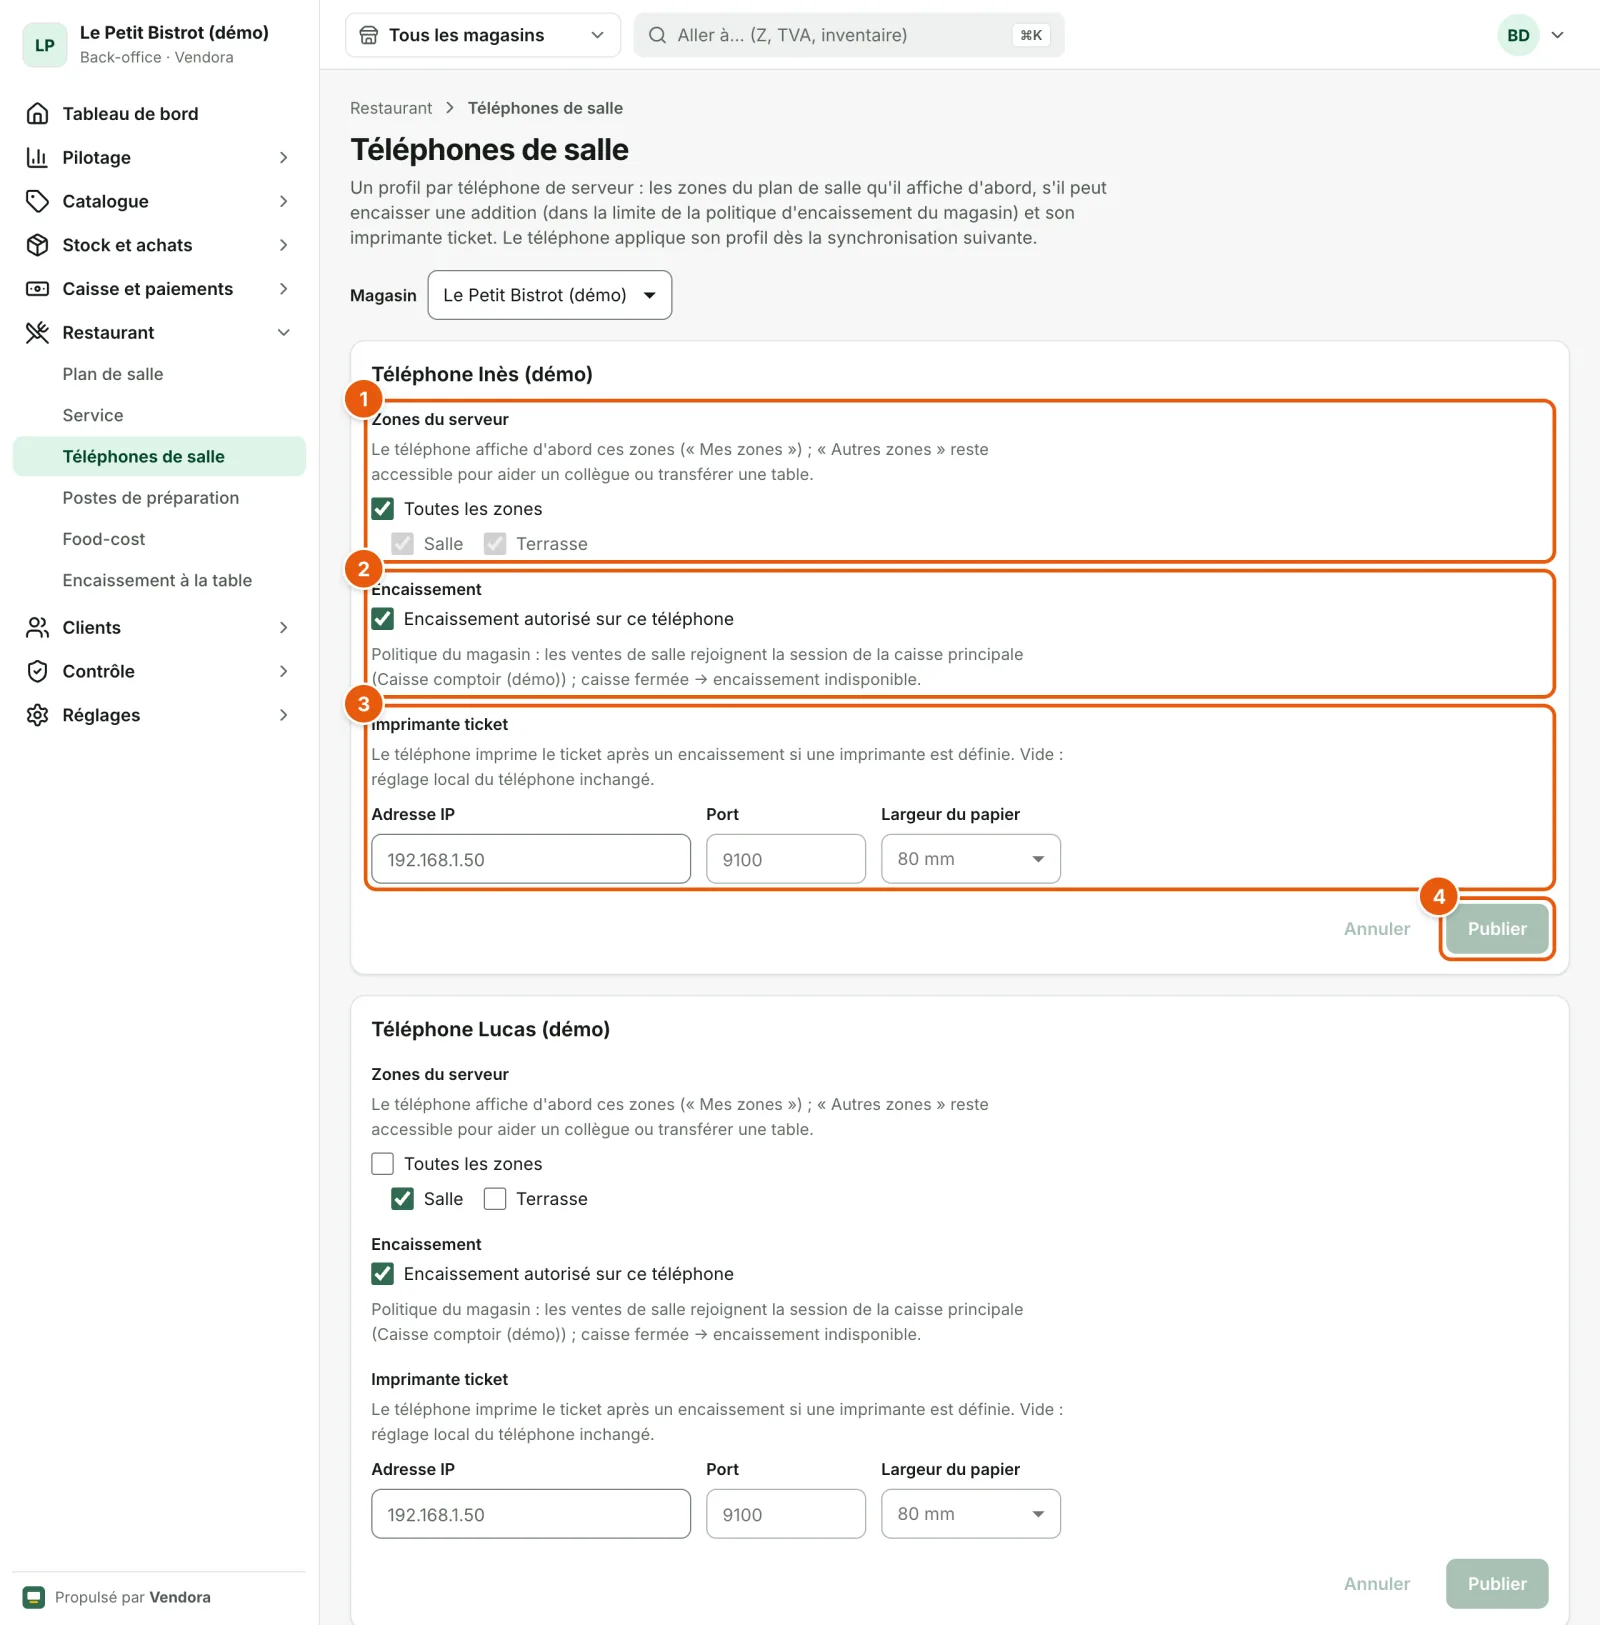 LP
Le Petit Bistrot (démo)
Back-office · Vendora
Tous les magasins
Aller à... (Z, TVA, inventaire)
⌘K
BD
Tableau de bord
Pilotage
Catalogue
Stock et achats
Caisse et paiements
Restaurant
Plan de salle
Service
Téléphones de salle
Postes de préparation
Food-cost
Encaissement à la table
Clients
Contrôle
Réglages
Propulsé par Vendora
Restaurant > Téléphones de salle
Téléphones de salle
Un profil par téléphone de serveur : les zones du plan de salle qu'il affiche d'abord, s'il peut
encaisser une addition (dans la limite de la politique d'encaissement du magasin) et son
imprimante ticket. Le téléphone applique son profil dès la synchronisation suivante.
Magasin
Le Petit Bistrot (démo)
Téléphone Inès (démo)
1
Zones du serveur
Le téléphone affiche d'abord ces zones (« Mes zones ») ; « Autres zones » reste
accessible pour aider un collègue ou transférer une table.
Toutes les zones
Salle Terrasse
2
Encaissement
Encaissement autorisé sur ce téléphone
Politique du magasin : les ventes de salle rejoignent la session de la caisse principale
(Caisse comptoir (démo)) ; caisse fermée → encaissement indisponible.
3
Imprimante ticket
Le téléphone imprime le ticket après un encaissement si une imprimante est définie. Vide :
réglage local du téléphone inchangé.
Adresse IP Port Largeur du papier
192.168.1.50 9100 80 mm
4
Annuler Publier
Téléphone Lucas (démo)
Zones du serveur
Le téléphone affiche d'abord ces zones (« Mes zones ») ; « Autres zones » reste
accessible pour aider un collègue ou transférer une table.
Toutes les zones
Salle Terrasse
Encaissement
Encaissement autorisé sur ce téléphone
Politique du magasin : les ventes de salle rejoignent la session de la caisse principale
(Caisse comptoir (démo)) ; caisse fermée → encaissement indisponible.
Imprimante ticket
Le téléphone imprime le ticket après un encaissement si une imprimante est définie. Vide :
réglage local du téléphone inchangé.
Adresse IP Port Largeur du papier
192.168.1.50 9100 80 mm
Annuler Publier